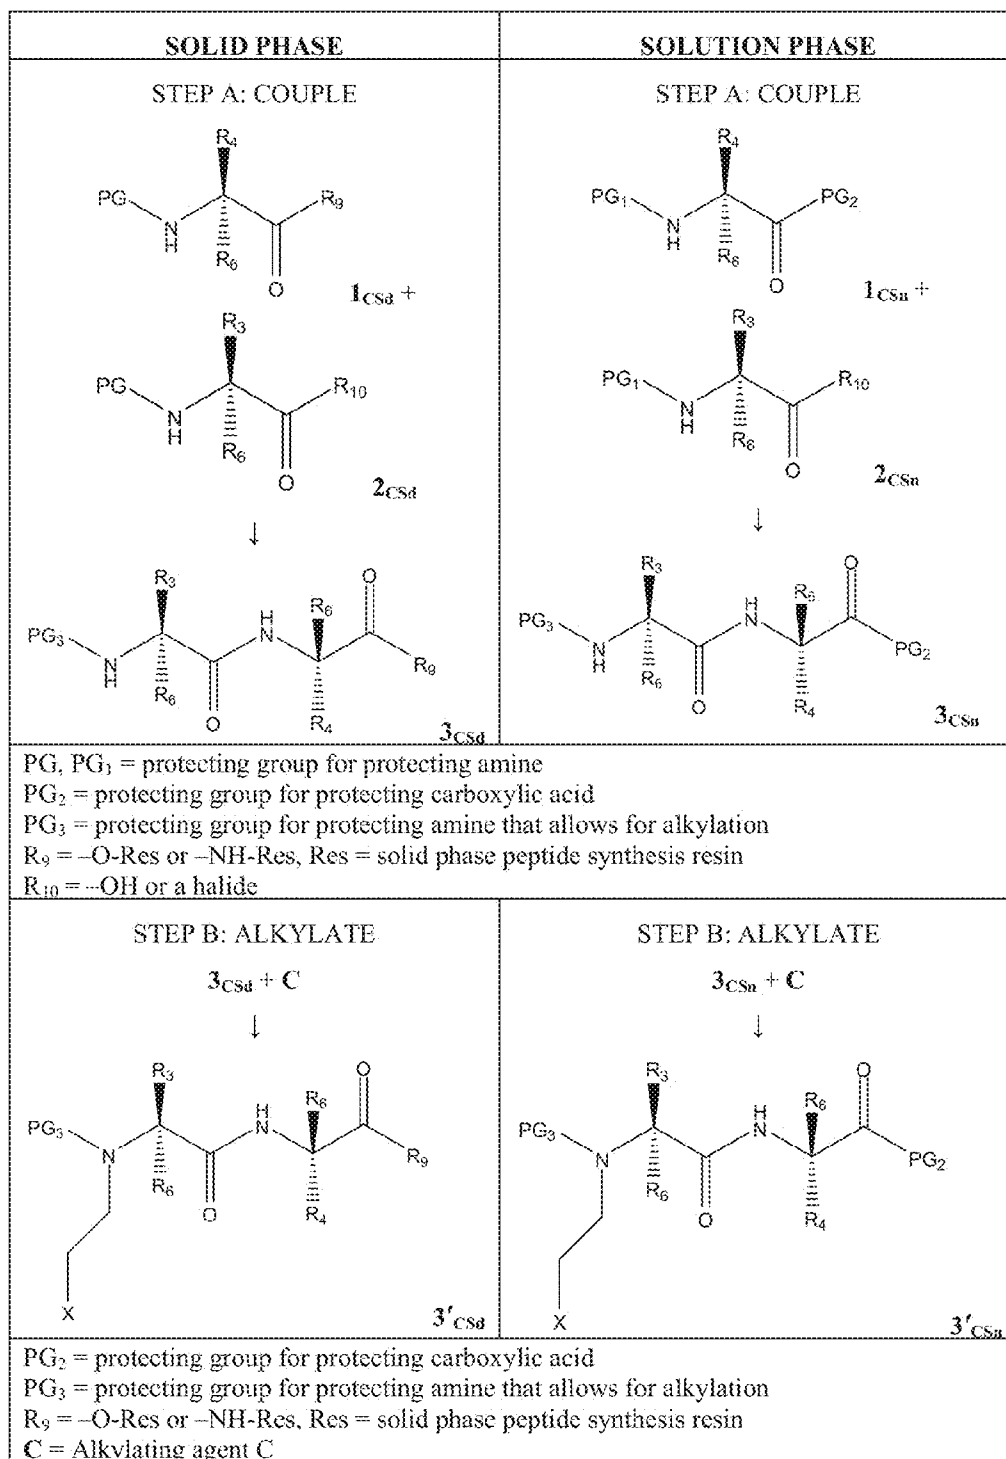 SOLID PHASE
STEP A: COUPLE
R₄
PG
N
H
R₆
O
R₉
1CSd +
R₃
PG
N
H
R₆
O
R₁₀
2CSd
↓
R₃
O
PG₃
N
H
R₆
O
H
N
R₆
R₄
R₉
3CSd
SOLUTION PHASE
STEP A: COUPLE
R₄
PG₁
N
H
R₆
O
PG₂
1CSn +
R₃
PG₁
N
H
R₆
O
R₁₀
2CSn
↓
R₃
O
PG₃
N
H
R₆
O
H
N
R₆
R₄
PG₂
3CSn
PG, PG₁ = protecting group for protecting amine
PG₂ = protecting group for protecting carboxylic acid
PG₃ = protecting group for protecting amine that allows for alkylation
R₉ = –O-Res or –NH-Res, Res = solid phase peptide synthesis resin
R₁₀ = –OH or a halide
STEP B: ALKYLATE
3CSd + C
↓
R₃
O
PG₃
N
R₆
O
H
N
R₆
R₄
R₉
X
3′CSd
STEP B: ALKYLATE
3CSn + C
↓
R₃
O
PG₃
N
R₆
O
H
N
R₆
R₄
PG₂
X
3′CSn
PG₂ = protecting group for protecting carboxylic acid
PG₃ = protecting group for protecting amine that allows for alkylation
R₉ = –O-Res or –NH-Res, Res = solid phase peptide synthesis resin
C = Alkylating agent C